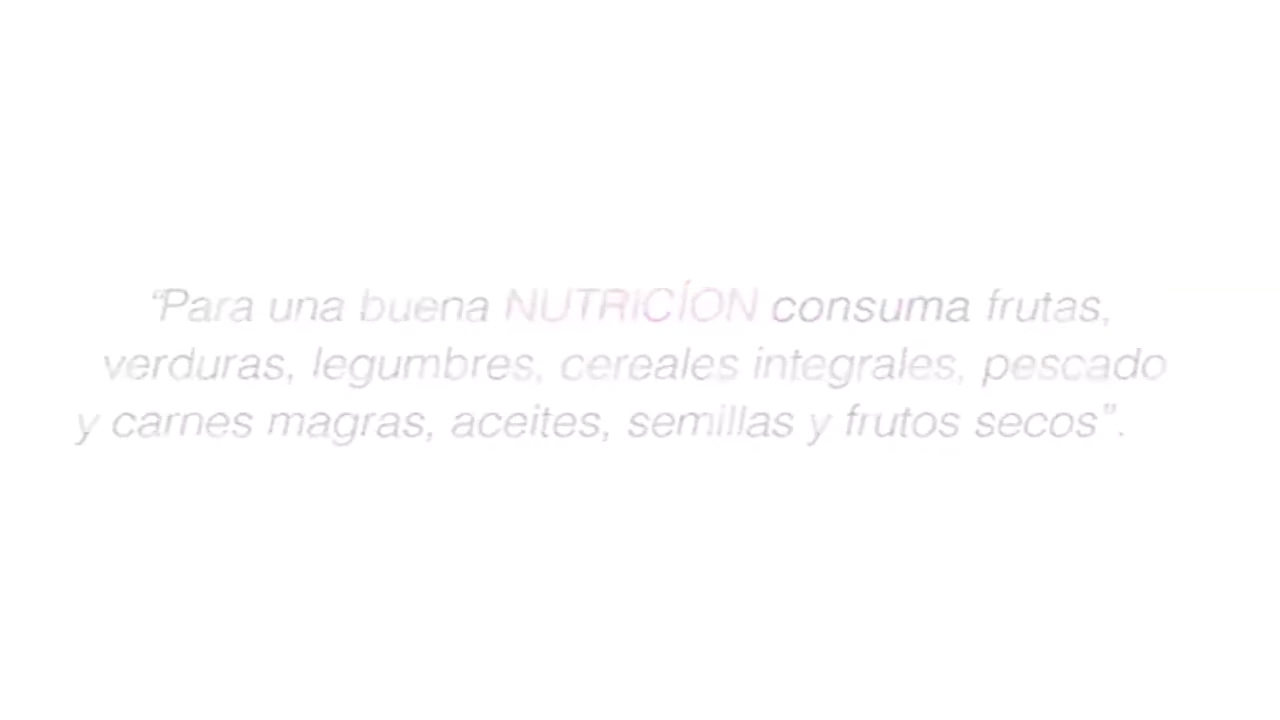 “Para una buena NUTRICÍON consuma frutas,
verduras, legumbres, cereales integrales, pescado
y carnes magras, aceites, semillas y frutos secos”.